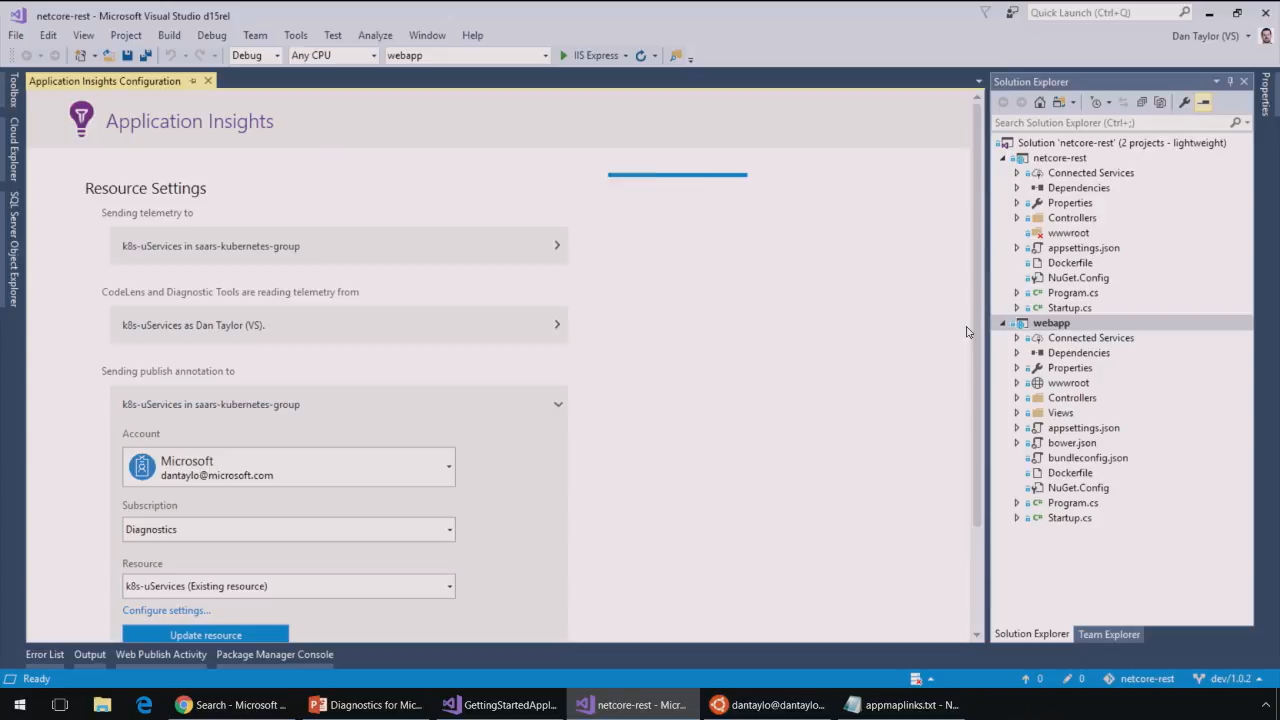 netcore-rest - Microsoft Visual Studio d15rel
Quick Launch (Ctrl+Q)
File Edit View Project Build Debug Team Tools Test Analyze Window Help
Dan Taylor (VS)
Debug Any CPU webapp IIS Express
Toolbox
Cloud Explorer
SQL Server Object Explorer
Application Insights Configuration
Application Insights
Resource Settings
Sending telemetry to
k8s-uServices in saars-kubernetes-group
CodeLens and Diagnostic Tools are reading telemetry from
k8s-uServices as Dan Taylor (VS).
Sending publish annotation to
k8s-uServices in saars-kubernetes-group
Account
Microsoft
dantaylo@microsoft.com
Subscription
Diagnostics
Resource
k8s-uServices (Existing resource)
Configure settings...
Update resource
Solution Explorer
Search Solution Explorer (Ctrl+;)
Solution 'netcore-rest' (2 projects - lightweight)
netcore-rest
Connected Services
Dependencies
Properties
Controllers
wwwroot
appsettings.json
Dockerfile
NuGet.Config
C# Program.cs
C# Startup.cs
webapp
Connected Services
Dependencies
Properties
wwwroot
Controllers
Views
appsettings.json
bower.json
bundleconfig.json
Dockerfile
NuGet.Config
C# Program.cs
C# Startup.cs
Solution Explorer Team Explorer
Properties
Error List Output Web Publish Activity Package Manager Console
Ready
0 0 netcore-rest dev/1.0.2
Search - Microsoft ... Diagnostics for Mic... GettingStartedAppl... netcore-rest - Micr... dantaylo@dantaylo... appmaplinks.txt - N...